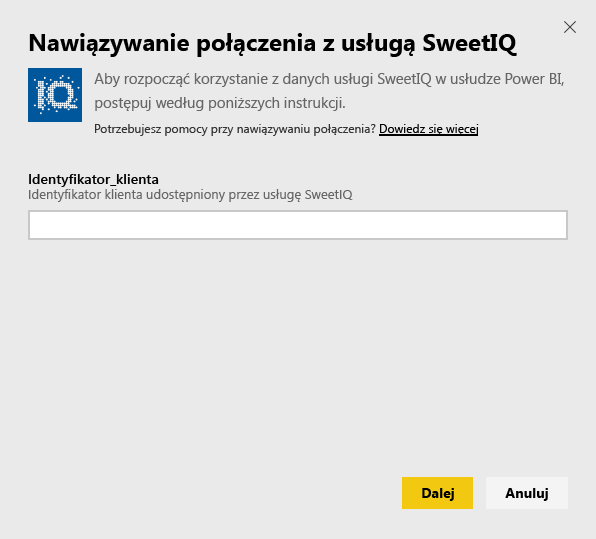 Nawiązywanie połączenia z usługą SweetIQ
IQ
Aby rozpocząć korzystanie z danych usługi SweetIQ w usłudze Power BI,
postępuj według poniższych instrukcji.
Potrzebujesz pomocy przy nawiązywaniu połączenia? Dowiedz się więcej
Identyfikator_klienta
Identyfikator klienta udostępniony przez usługę SweetIQ
Dalej
Anuluj